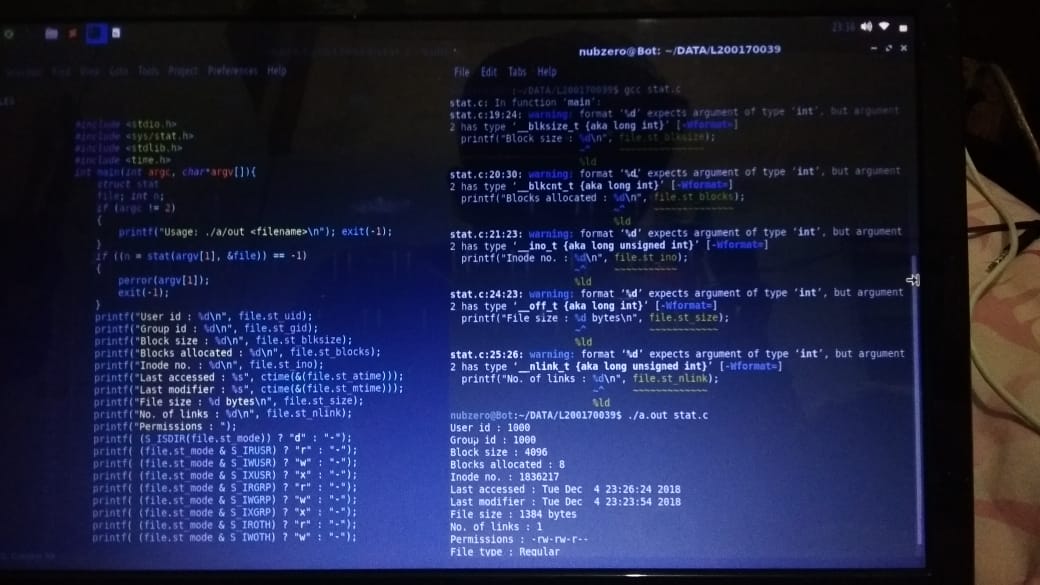 23:38
nubzero@Bot: ~/DATA/L200170039
Find View Goto Tools Project Preferences Help
#include <stdio.h>
#include <sys/stat.h>
#include <stdlib.h>
#include <time.h>
int main(int argc, char*argv[]){
struct stat
file; int n;
if (argc != 2)
{
printf("Usage: ./a/out <filename>\n"); exit(-1);
}
if ((n = stat(argv[1], &file)) == -1)
{
perror(argv[1]);
exit(-1);
}
printf("User id : %d\n", file.st_uid);
printf("Group id : %d\n", file.st_gid);
printf("Block size : %d\n", file.st_blksize);
printf("Blocks allocated : %d\n", file.st_blocks);
printf("Inode no. : %d\n", file.st_ino);
printf("Last accessed : %s", ctime(&(file.st_atime)));
printf("Last modifier : %s", ctime(&(file.st_mtime)));
printf("File size : %d bytes\n", file.st_size);
printf("No. of links : %d\n", file.st_nlink);
printf("Permissions : ");
printf( (S_ISDIR(file.st_mode)) ? "d" : "-");
printf( (file.st_mode & S_IRUSR) ? "r" : "-");
printf( (file.st_mode & S_IWUSR) ? "w" : "-");
printf( (file.st_mode & S_IXUSR) ? "x" : "-");
printf( (file.st_mode & S_IRGRP) ? "r" : "-");
printf( (file.st_mode & S_IWGRP) ? "w" : "-");
printf( (file.st_mode & S_IXGRP) ? "x" : "-");
printf( (file.st_mode & S_IROTH) ? "r" : "-");
printf( (file.st_mode & S_IWOTH) ? "w" : "-");
File Edit Tabs Help
:~/DATA/L200170039$ gcc stat.c
stat.c: In function 'main':
stat.c:19:24: warning: format '%d' expects argument of type 'int', but argument
2 has type '__blksize_t {aka long int}' [-Wformat=]
printf("Block size : %d\n", file.st_blksize);
~^ ~~~~~~~~~~~~~~~
%ld
stat.c:20:30: warning: format '%d' expects argument of type 'int', but argument
2 has type '__blkcnt_t {aka long int}' [-Wformat=]
printf("Blocks allocated : %d\n", file.st_blocks);
~^ ~~~~~~~~~~~~~~
%ld
stat.c:21:23: warning: format '%d' expects argument of type 'int', but argument
2 has type '__ino_t {aka long unsigned int}' [-Wformat=]
printf("Inode no. : %d\n", file.st_ino);
~^ ~~~~~~~~~~~
%ld
stat.c:24:23: warning: format '%d' expects argument of type 'int', but argument
2 has type '__off_t {aka long int}' [-Wformat=]
printf("File size : %d bytes\n", file.st_size);
~^ ~~~~~~~~~~~~
%ld
stat.c:25:26: warning: format '%d' expects argument of type 'int', but argument
2 has type '__nlink_t {aka long unsigned int}' [-Wformat=]
printf("No. of links : %d\n", file.st_nlink);
~^ ~~~~~~~~~~~~~
%ld
nubzero@Bot:~/DATA/L200170039$ ./a.out stat.c
User id : 1000
Group id : 1000
Block size : 4096
Blocks allocated : 8
Inode no. : 1836217
Last accessed : Tue Dec  4 23:26:24 2018
Last modifier : Tue Dec  4 23:23:54 2018
File size : 1384 bytes
No. of links : 1
Permissions : -rw-rw-r--
File type : Regular